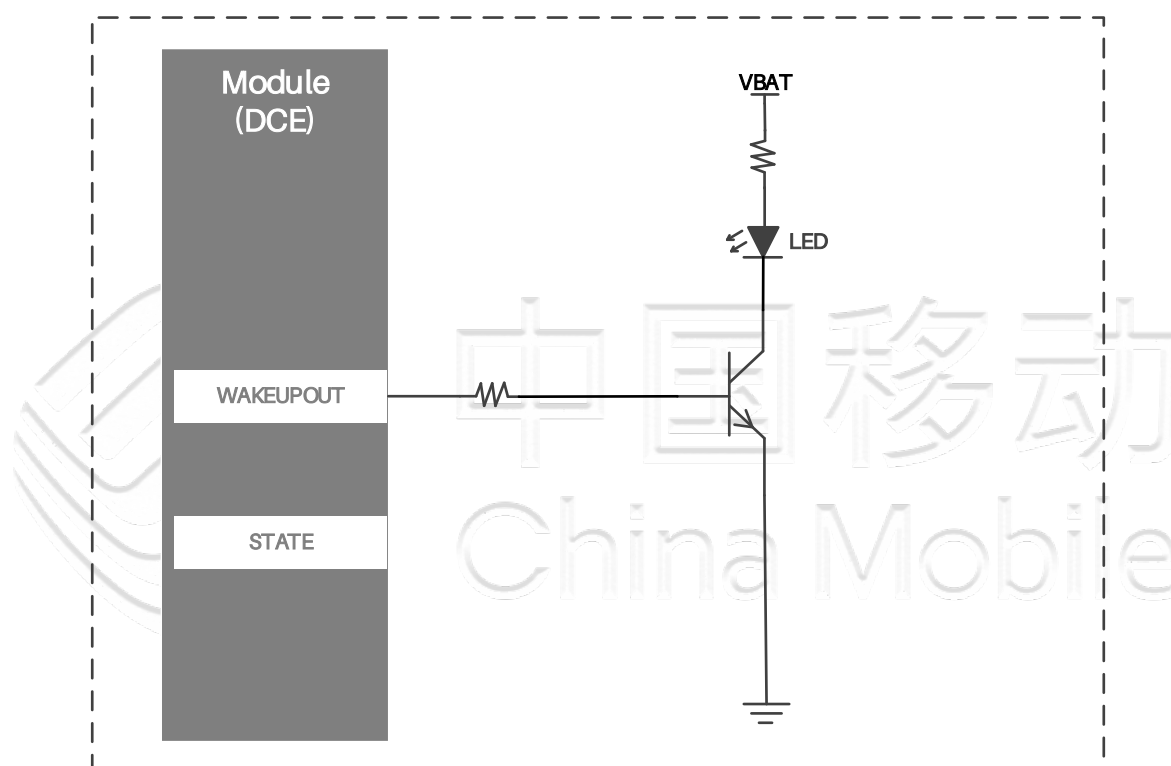 Module
(DCE)
VBAT
LED
WAKEUPOUT
STATE
中国移动
China Mobile